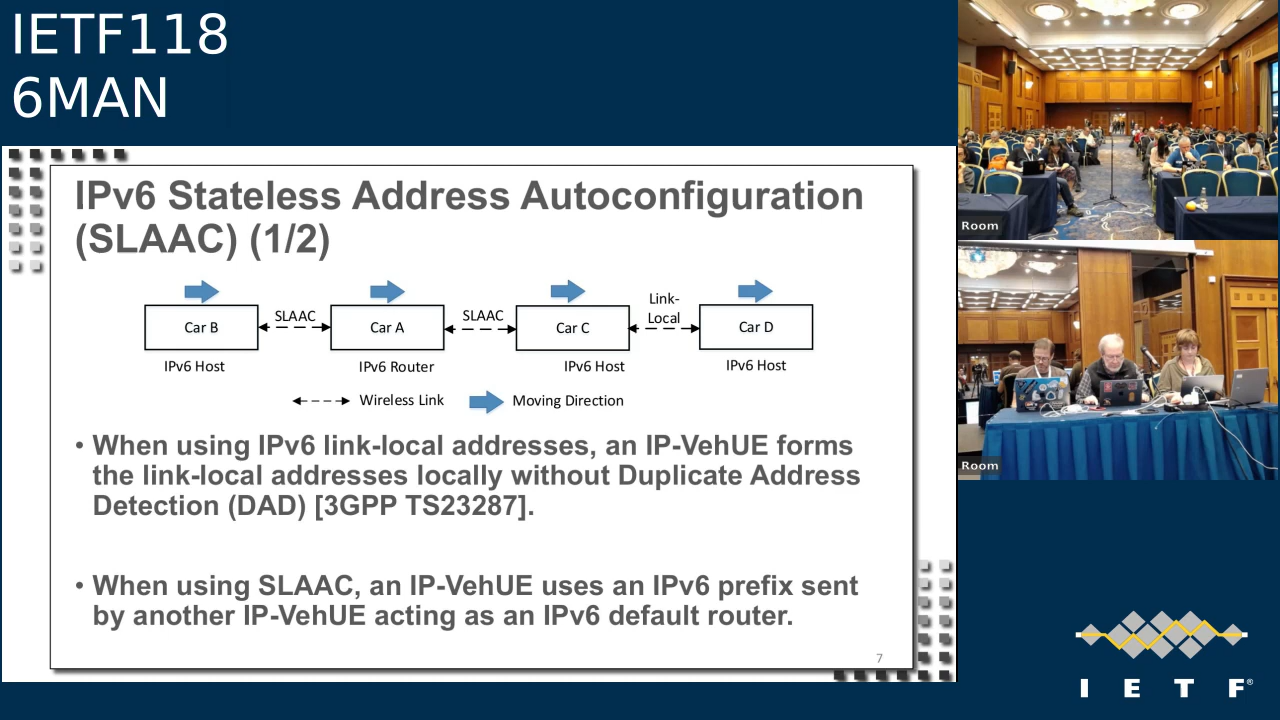 IETF118
6MAN
IPv6 Stateless Address Autoconfiguration
(SLAAC) (1/2)
Car B
SLAAC
Car A
SLAAC
Car C
Link-
Local
Car D
IPv6 Host
IPv6 Router
IPv6 Host
IPv6 Host
Wireless Link
Moving Direction
• When using IPv6 link-local addresses, an IP-VehUE forms
the link-local addresses locally without Duplicate Address
Detection (DAD) [3GPP TS23287].
• When using SLAAC, an IP-VehUE uses an IPv6 prefix sent
by another IP-VehUE acting as an IPv6 default router.
7
Room
Room
I E T F®